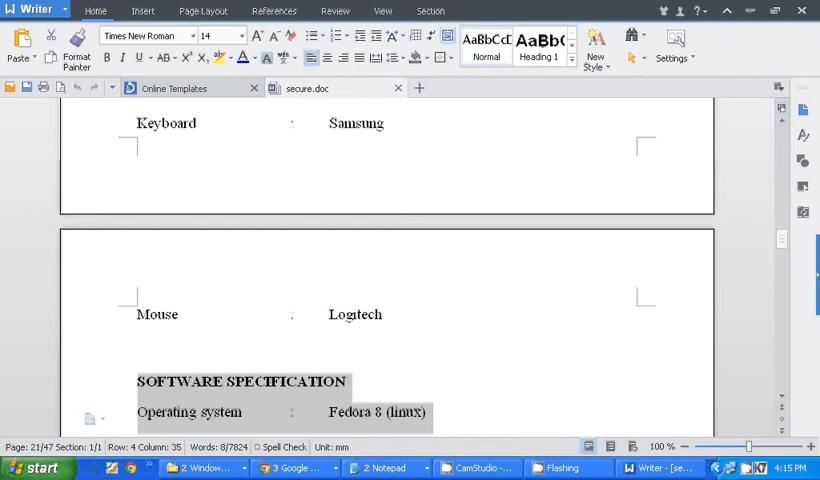 Writer
Home
Insert
Page Layout
References
Review
View
Section
Paste
Format
Painter
Times New Roman
14
B I U AB
AaBbCcD
Normal
AaBb(
Heading 1
New
Style
Settings
Online Templates
secure.doc
Keyboard : Samsung
Mouse : Logitech
SOFTWARE SPECIFICATION
Operating system : Fedora 8 (linux)
Page: 21/47 Section: 1/1 Row: 4 Column: 35 Words: 8/7824 Spell Check Unit: mm
100 %
start
2 Window...
3 Google ...
2 Notepad
CamStudio -...
Flashing
Writer - [se...
4:15 PM